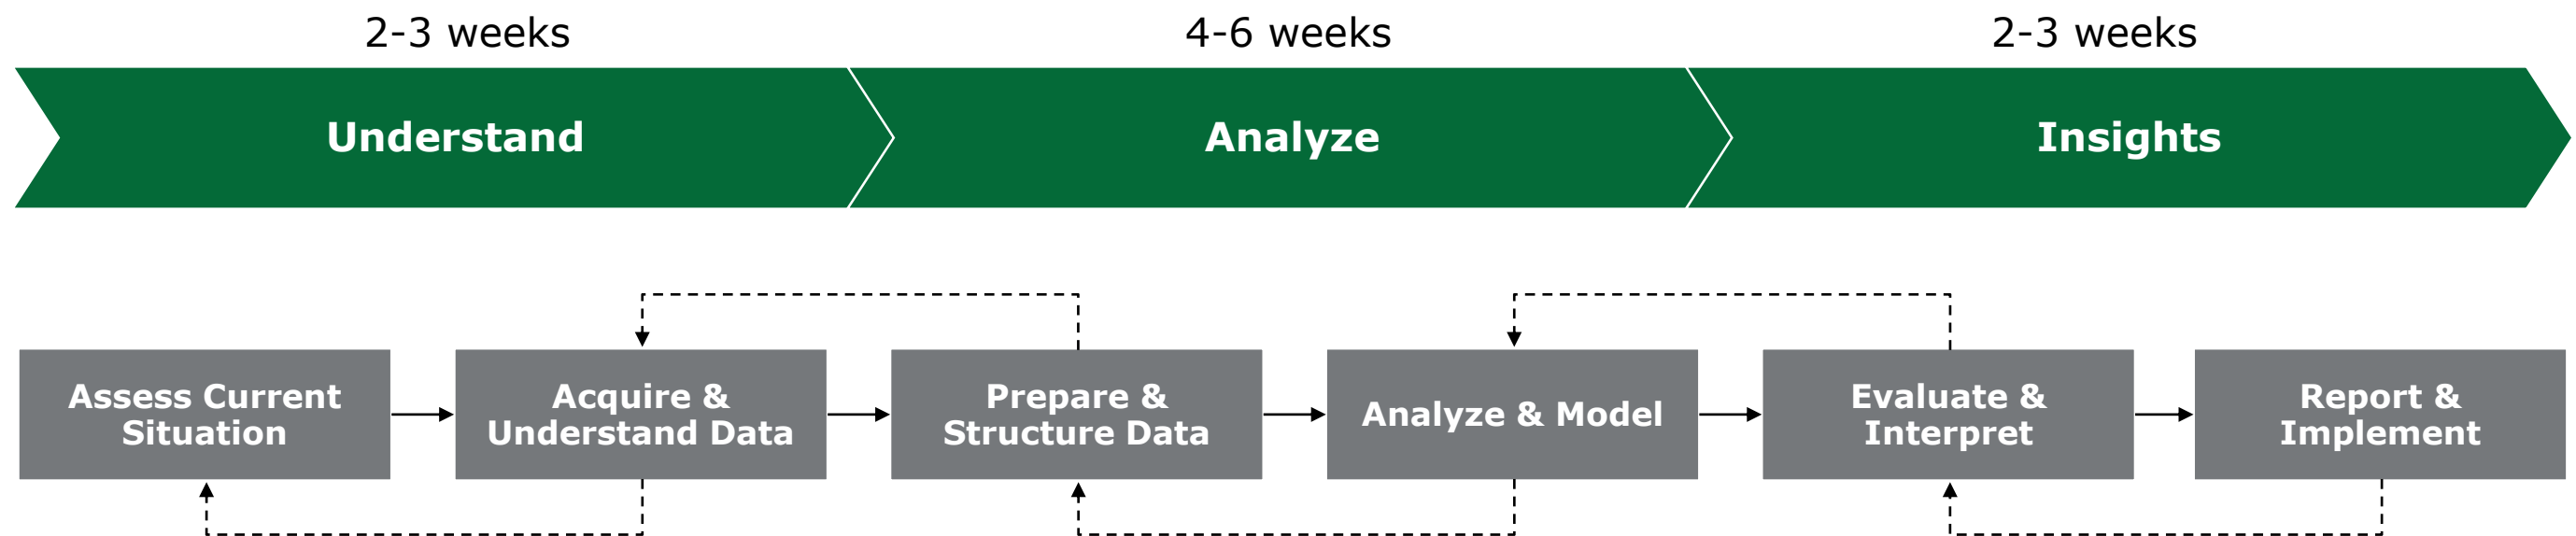 2-3 weeks
4-6 weeks
2-3 weeks
Understand
Analyze
Insights
Assess Current
Situation
Acquire &
Understand Data
Prepare &
Structure Data
Analyze & Model
Evaluate &
Interpret
Report &
Implement